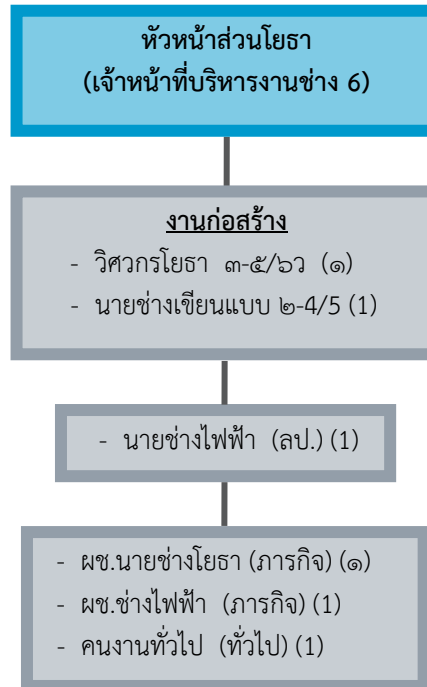 หัวหน้าส่วนโยธา
(เจ้าหน้าที่บริหารงานช่าง 6)
งานก่อสร้าง
- วิศวกรโยธา ๓-๕/๖ว (๑)
- นายช่างเขียนแบบ ๒-4/5 (1)
- นายช่างไฟฟ้า (ลป.) (1)
- ผช.นายช่างโยธา (ภารกิจ) (๑)
- ผช.ช่างไฟฟ้า (ภารกิจ) (1)
- คนงานทั่วไป (ทั่วไป) (1)